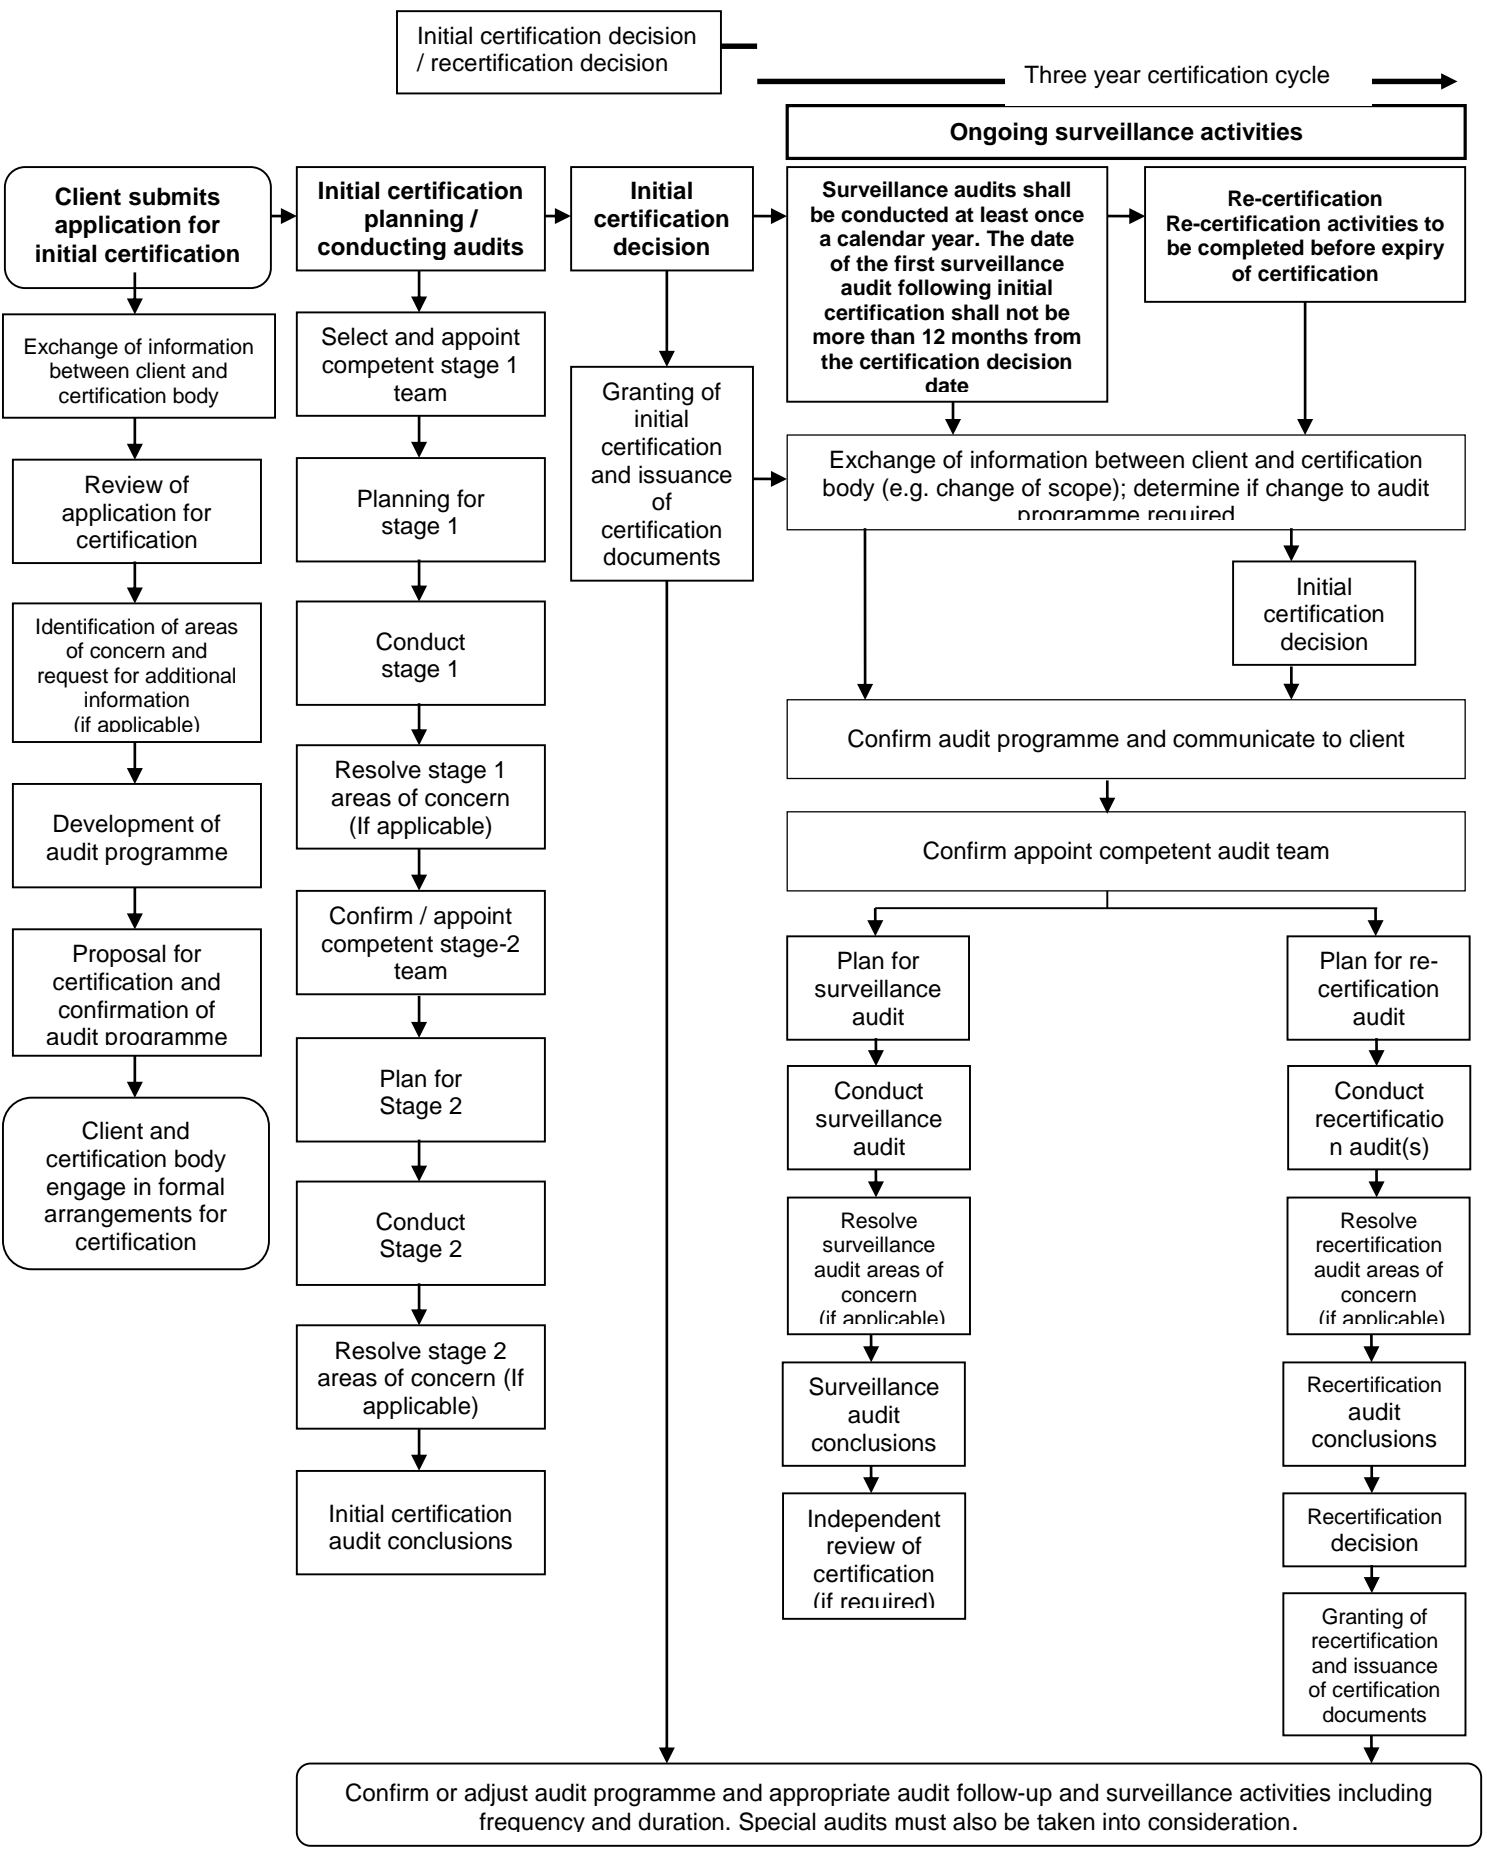 Initial certification decision
/ recertification decision
Three year certification cycle
Ongoing surveillance activities
Client submits
application for
initial certification
Exchange of information
between client and
certification body
Review of
application for
certification
Identification of areas
of concern and
request for additional
information
(if applicable)
Development of
audit programme
Proposal for
certification and
confirmation of
audit programme
Client and
certification body
engage in formal
arrangements for
certification
Initial certification
planning /
conducting audits
Select and appoint
competent stage 1
team
Planning for
stage 1
Conduct
stage 1
Resolve stage 1
areas of concern
(If applicable)
Confirm / appoint
competent stage-2
team
Plan for
Stage 2
Conduct
Stage 2
Resolve stage 2
areas of concern (If
applicable)
Initial certification
audit conclusions
Initial
certification
decision
Granting of
initial
certification
and issuance
of
certification
documents
Surveillance audits shall
be conducted at least once
a calendar year. The date
of the first surveillance
audit following initial
certification shall not be
more than 12 months from
the certification decision
date
Re-certification
Re-certification activities to
be completed before expiry
of certification
Exchange of information between client and certification
body (e.g. change of scope); determine if change to audit
programme required
Initial
certification
decision
Confirm audit programme and communicate to client
Confirm appoint competent audit team
Plan for
surveillance
audit
Conduct
surveillance
audit
Resolve
surveillance
audit areas of
concern
(if applicable)
Surveillance
audit
conclusions
Independent
review of
certification
(if required)
Plan for re-
certification
audit
Conduct
recertificatio
n audit(s)
Resolve
recertification
audit areas of
concern
(if applicable)
Recertification
audit
conclusions
Recertification
decision
Granting of
recertification
and issuance
of certification
documents
Confirm or adjust audit programme and appropriate audit follow-up and surveillance activities including
frequency and duration. Special audits must also be taken into consideration.